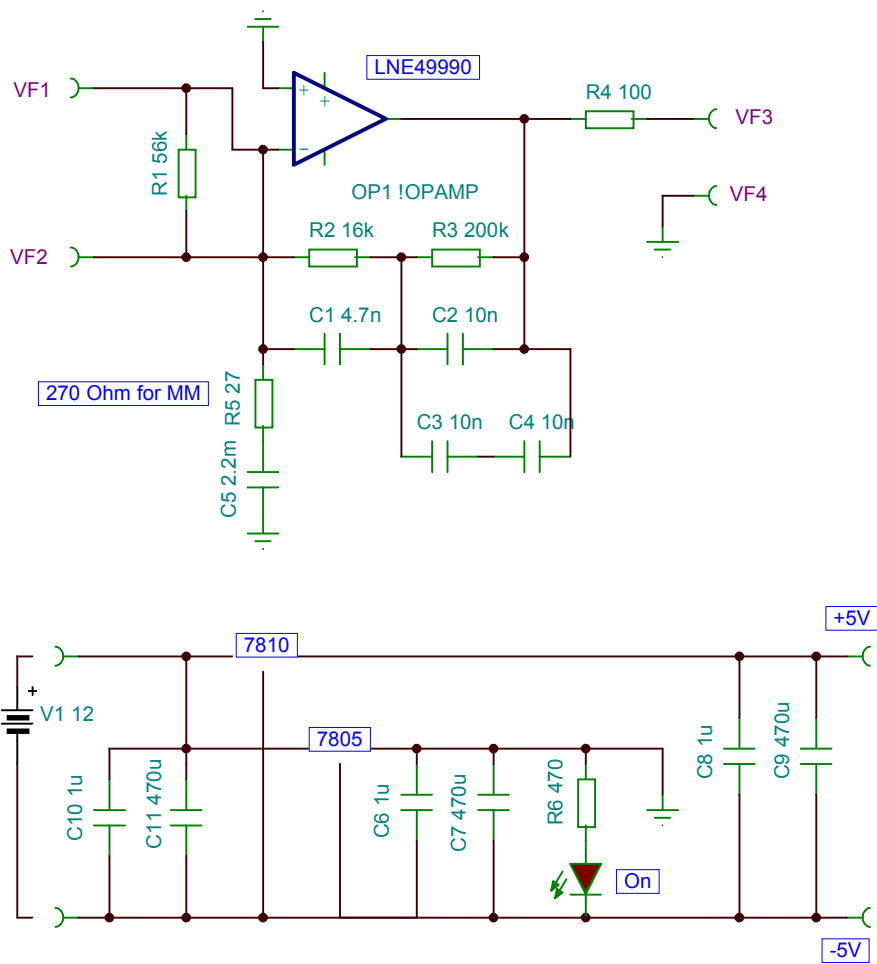 LNE49990
VF1
R4 100
VF3
R1 56k
OP1 !OPAMP
VF4
R2 16k
R3 200k
VF2
C1 4.7n
C2 10n
270 Ohm for MM
R5 27
C3 10n
C4 10n
C5 2.2m
+5V
7810
+
V1 12
7805
C10 1u
C11 470u
C6 1u
C7 470u
R6 470
C8 1u
C9 470u
On
-5V